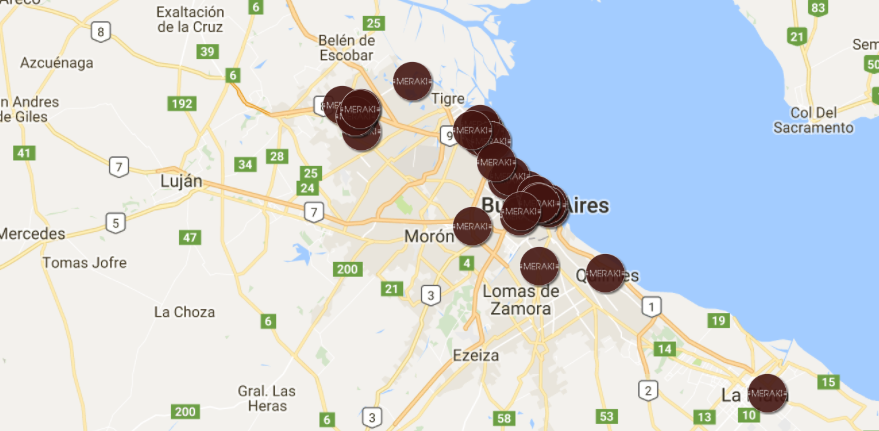 Areco
6
83
Exaltación
de la Cruz
8
25
21
Sem
Belén de
Escobar
39
50
Azcuénaga
6
MERAKI
n Andres
de Giles
192
Tigre
MERAKI
Col Del
Sacramento
9
MERAKI
41
28
7
34
MERAKI
25
Luján
24
7
MERAKI
Aires
5
MERAKI
Mercedes
47
Morón
MERAKI
Tomas Jofre
4
200
MERAKI
MERAKI
21
3
Lomas de
Zamora
1
La Choza
6
19
14
Ezeiza
15
2
Gral. Las
Heras
La
MERAKI
200
6
3
58
53
13
10